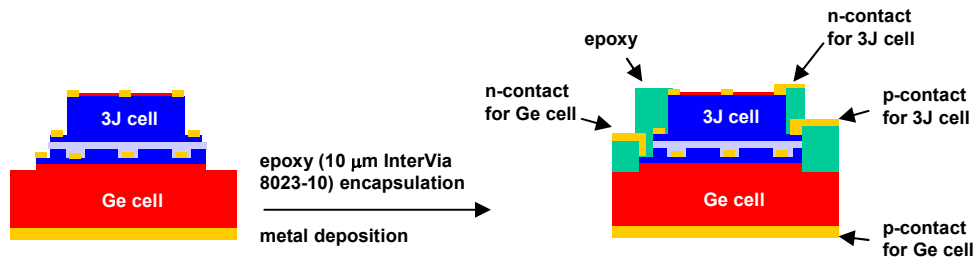 3J cell
Ge cell
epoxy (10 μm InterVia
8023-10) encapsulation
metal deposition
n-contact
for Ge cell
epoxy
n-contact
for 3J cell
p-contact
for 3J cell
3J cell
Ge cell
p-contact
for Ge cell